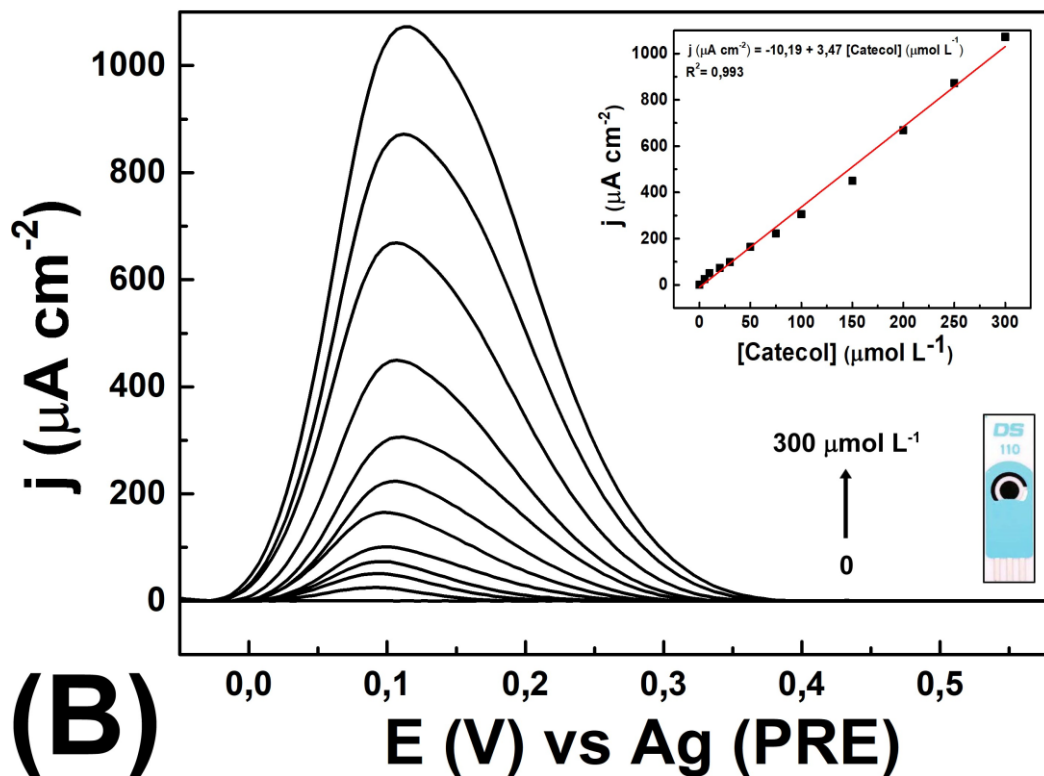 1000
800
600
400
200
0
j (μA cm-2)
0,0 0,1 0,2 0,3 0,4 0,5
E (V) vs Ag (PRE)
(B)
j (μA cm-2) = -10,19 + 3,47 [Catecol] (μmol L-1)
R2= 0,993
1000
800
600
400
200
0
j (μA cm-2)
0 50 100 150 200 250 300
[Catecol] (μmol L-1)
300 μmol L-1
0
DS
110